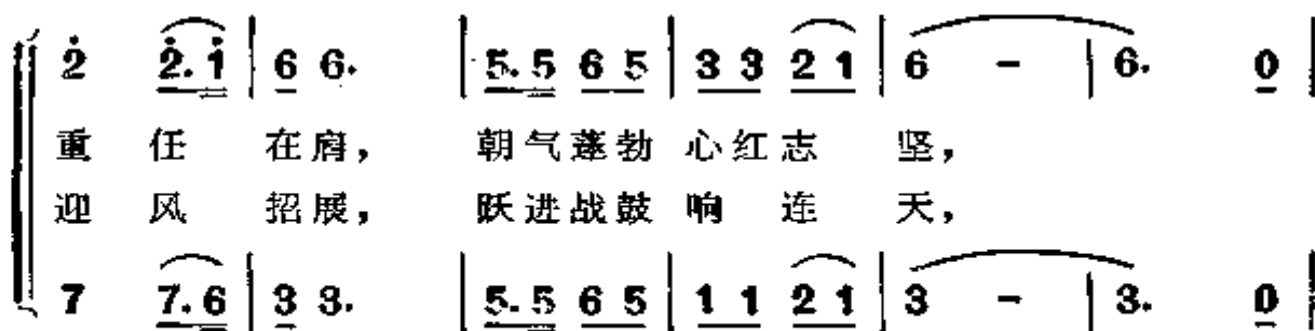 2̇ 2̇. 1̇ | 6 6. | 5. 5 6 5 | 3 3 2 1 | 6 - | 6. 0 |
重 任 在肩， 朝气蓬勃 心红志 坚，
迎 风 招展， 跃进战鼓 响 连 天，
7 7. 6 | 3 3. | 5. 5 6 5 | 1 1 2 1 | 3 - | 3. 0 |